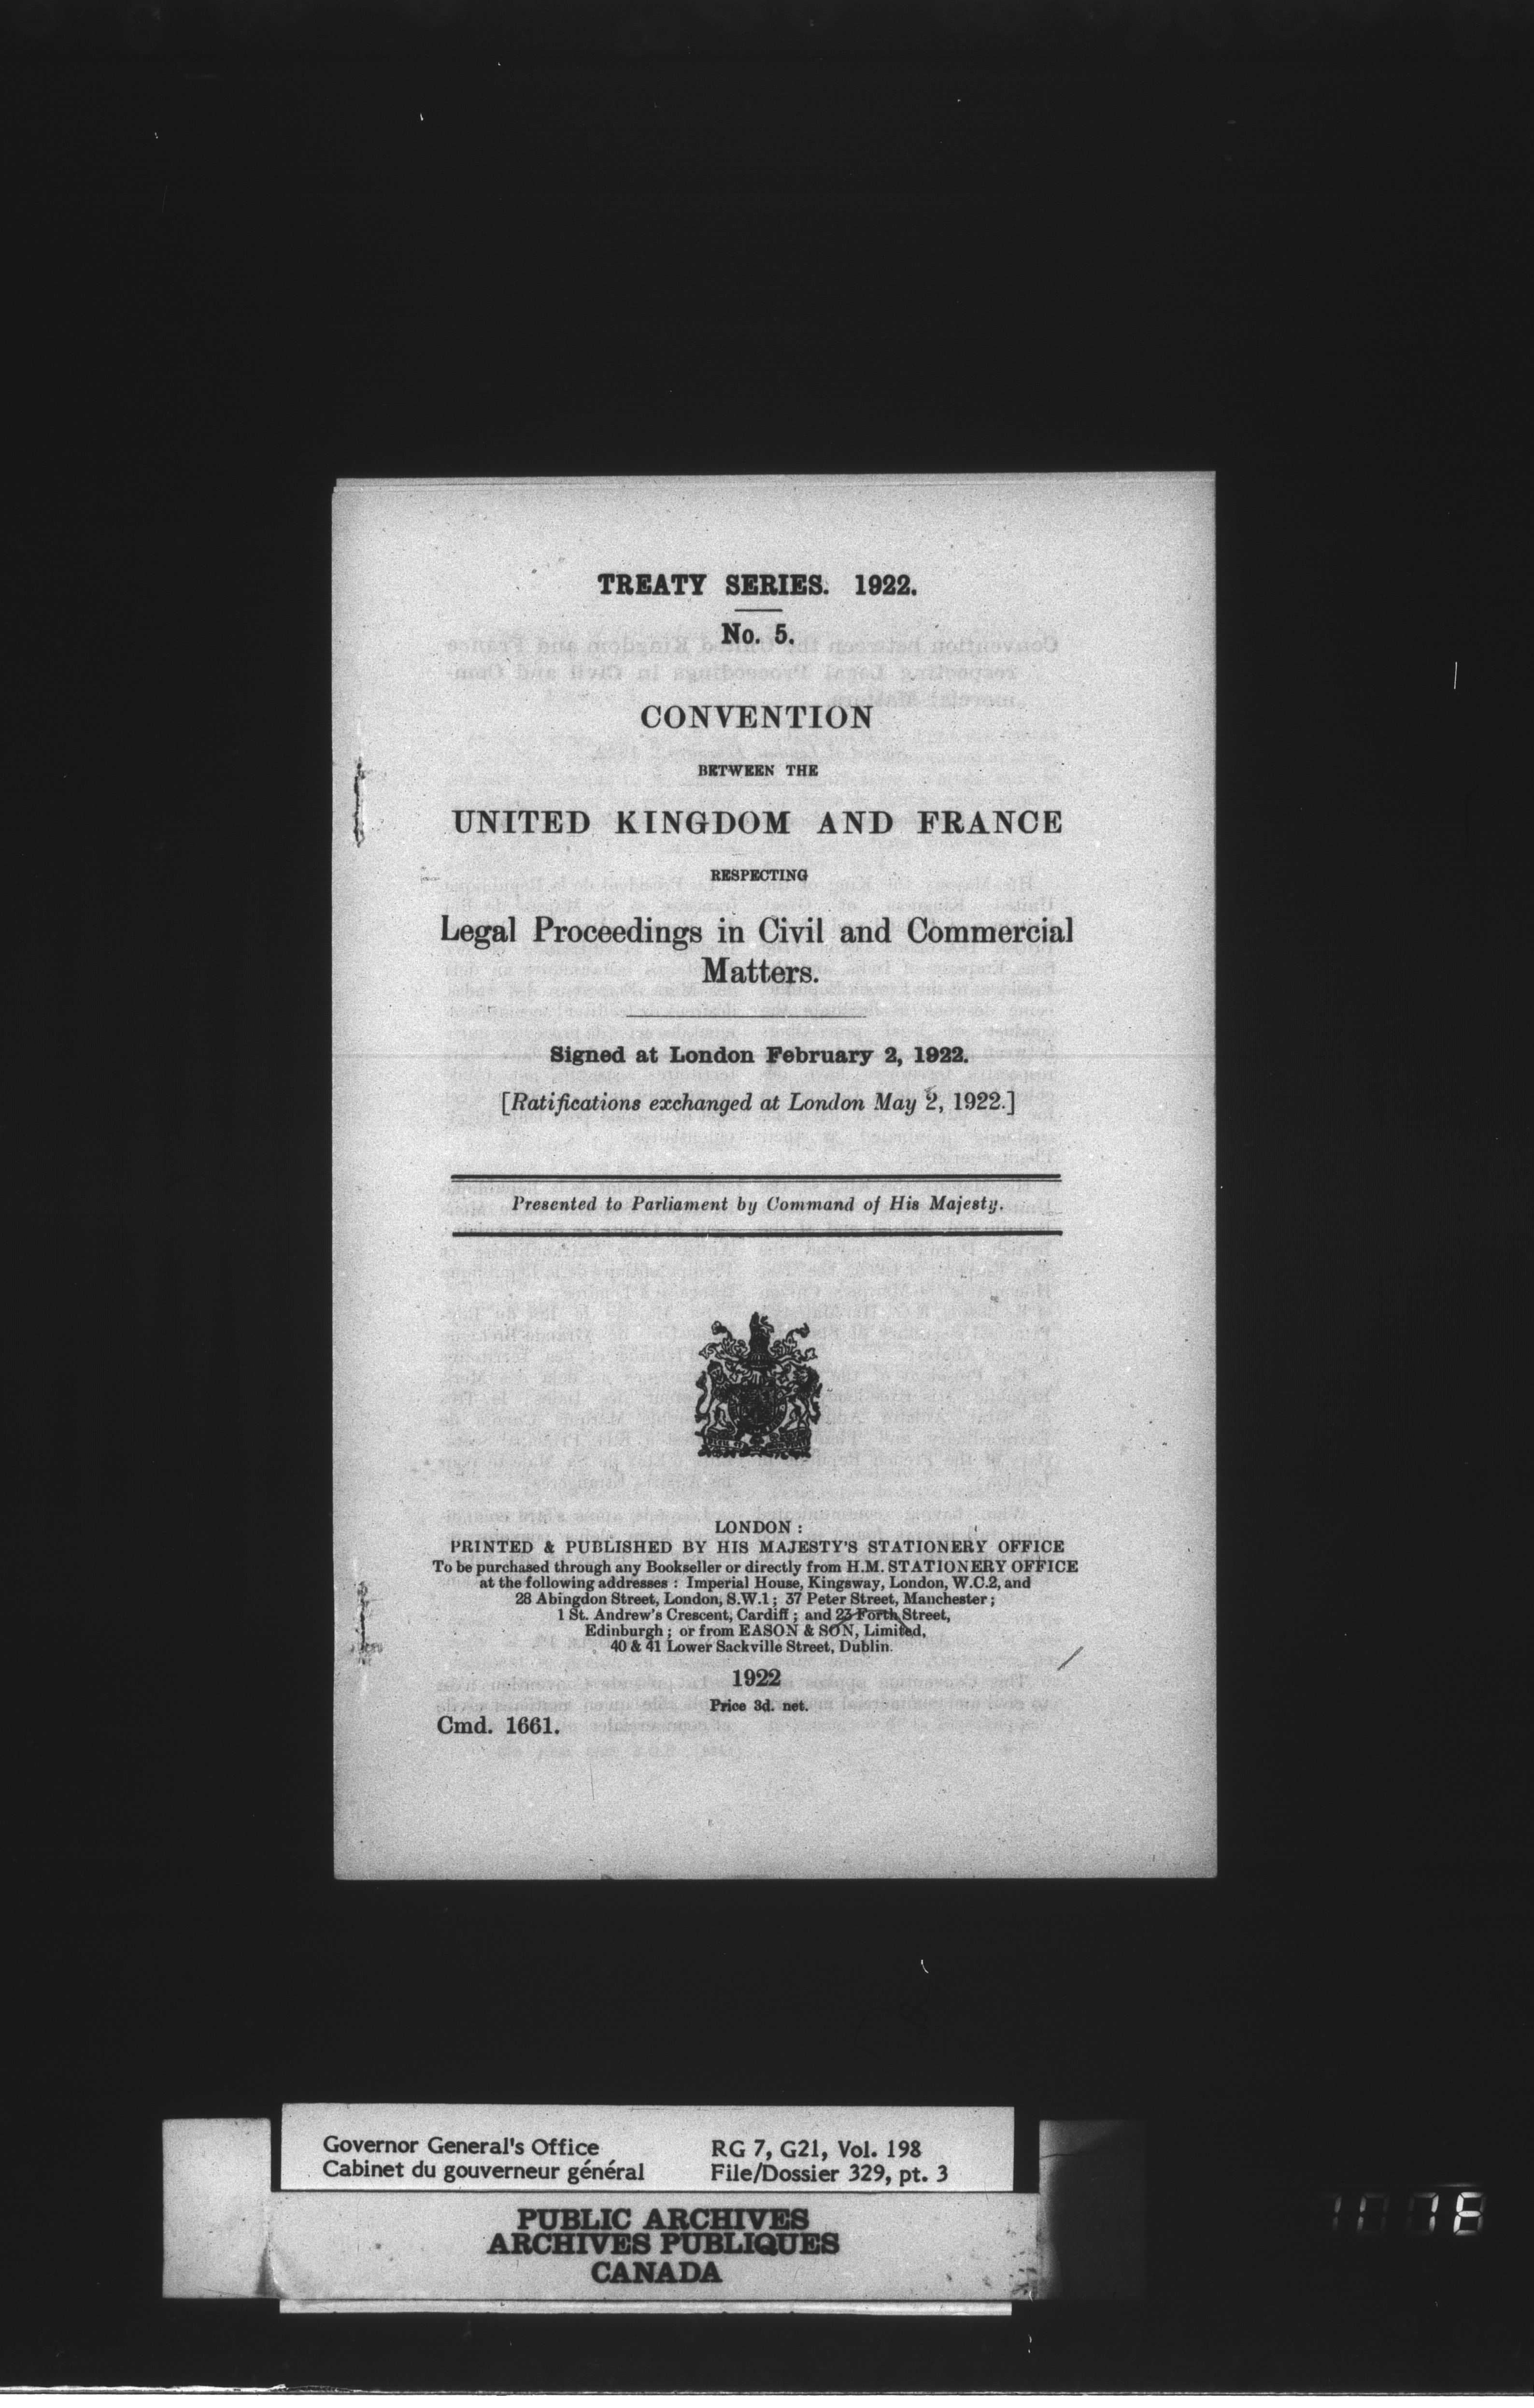 TREATY SERIES. 1922.
No. 5.
CONVENTION
BETWEEN THE
UNITED KINGDOM AND FRANCE
RESPECTING
Legal Proceedings in Civil and Commercial
Matters.
Signed at London February 2, 1922.
[Ratifications exchanged at London May 2, 1922.]
Presented to Parliament by Command of His Majesty.
LONDON :
PRINTED & PUBLISHED BY HIS MAJESTY'S STATIONERY OFFICE
To be purchased through any Bookseller or directly from H.M. STATIONERY OFFICE
at the following addresses : Imperial House, Kingsway, London, W.C.2, and
28 Abingdon Street, London, S.W.1 ; 37 Peter Street, Manchester ;
1 St. Andrew's Crescent, Cardiff ; and 23 Forth Street,
Edinburgh ; or from EASON & SON, Limited,
40 & 41 Lower Sackville Street, Dublin.
1922
Price 3d. net.
Cmd. 1661.
Governor General's Office RG 7, G21, Vol. 198
Cabinet du gouverneur général File/Dossier 329, pt. 3
PUBLIC ARCHIVES
ARCHIVES PUBLIQUES
CANADA